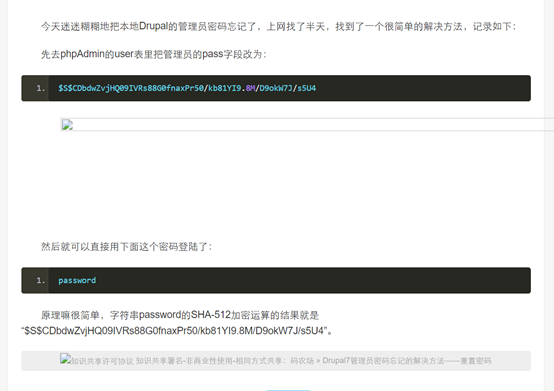 今天迷迷糊糊地把本地Drupal的管理员密码忘记了，上网找了半天，找到了一个很简单的解决方法，记录如下：
先去phpAdmin的user表里把管理员的pass字段改为：
1. $S$CDbdwZvjHQ09IVRs88G0fnaxPr50/kb81YI9.8M/D9okW7J/s5U4
然后就可以直接用下面这个密码登陆了：
1. password
原理嘛很简单，字符串password的SHA-512加密运算的结果就是
“$S$CDbdwZvjHQ09IVRs88G0fnaxPr50/kb81YI9.8M/D9okW7J/s5U4”。
知识共享许可协议 知识共享署名-非商业性使用-相同方式共享：码农场 » Drupal7管理员密码忘记的解决方法——重置密码